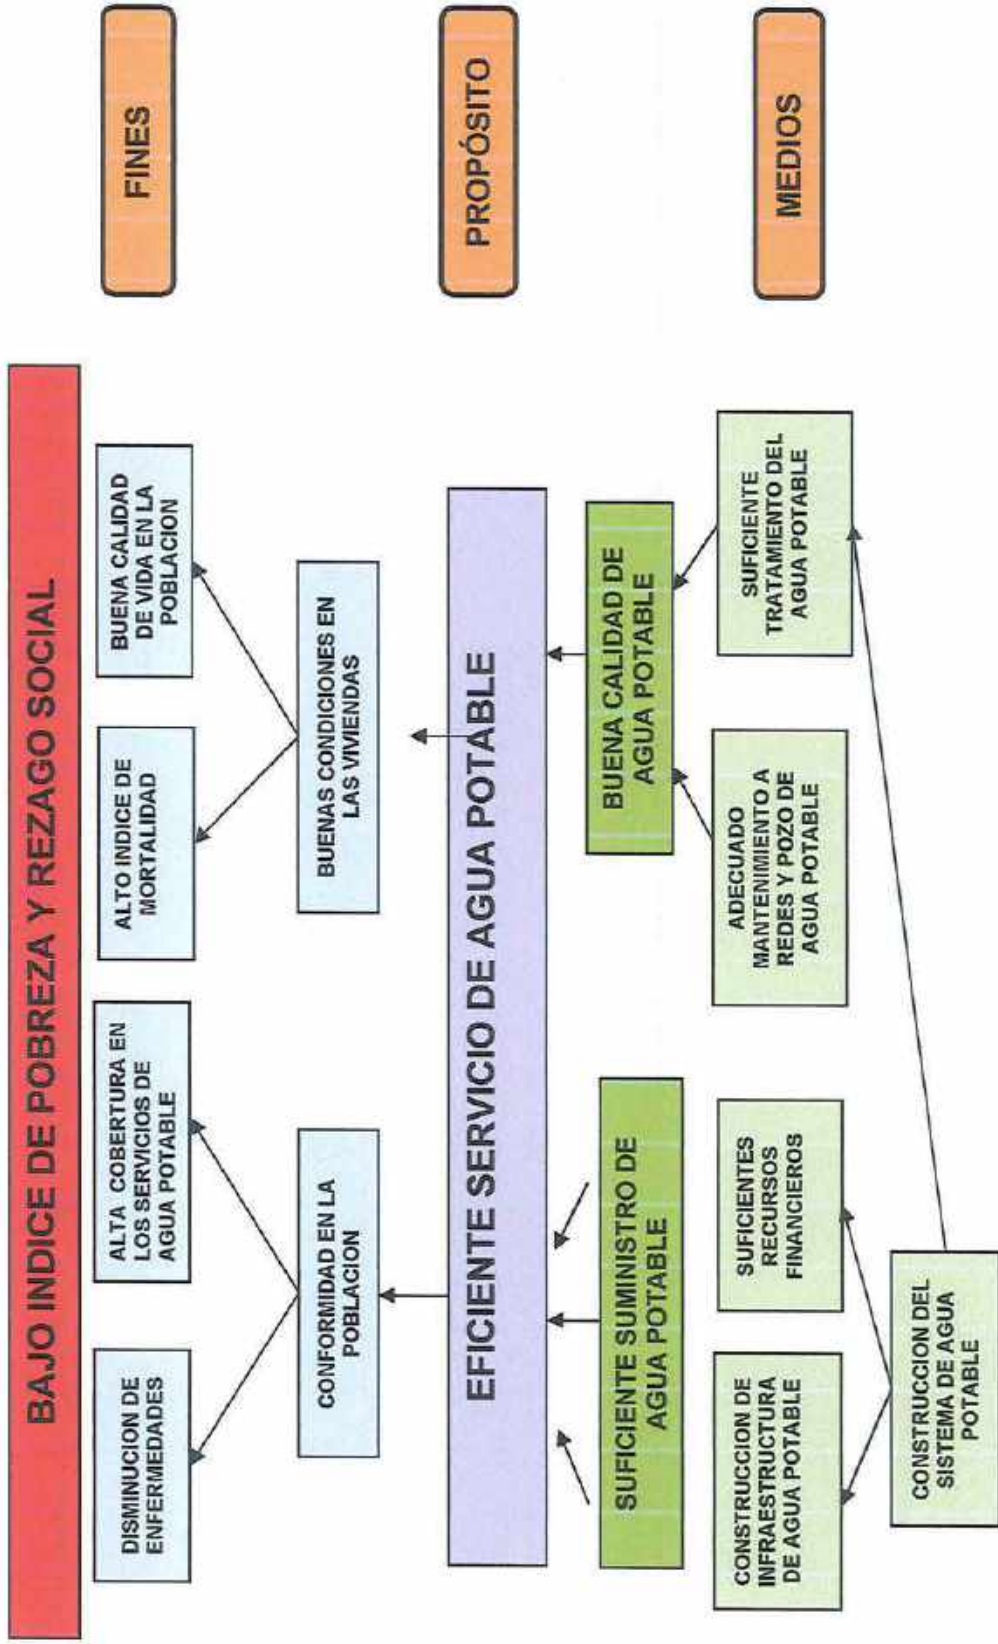 BAJO INDICE DE POBREZA Y REZAGO SOCIAL
FINES
DISMINUCION DE
ENFERMEDADES
ALTA COBERTURA EN
LOS SERVICIOS DE
AGUA POTABLE
ALTO INDICE DE
MORTALIDAD
BUENA CALIDAD
DE VIDA EN LA
POBLACION
CONFORMIDAD EN LA
POBLACION
BUENAS CONDICIONES EN
LAS VIVIENDAS
EFICIENTE SERVICIO DE AGUA POTABLE
PROPÓSITO
SUFICIENTE SUMINISTRO DE
AGUA POTABLE
BUENA CALIDAD DE
AGUA POTABLE
MEDIOS
CONSTRUCCION DE
INFRAESTRUCTURA
DE AGUA POTABLE
SUFICIENTES
RECURSOS
FINANCIEROS
ADECUADO
MANTENIMIENTO A
REDES Y POZO DE
AGUA POTABLE
SUFICIENTE
TRATAMIENTO DEL
AGUA POTABLE
CONSTRUCCION DEL
SISTEMA DE AGUA
POTABLE